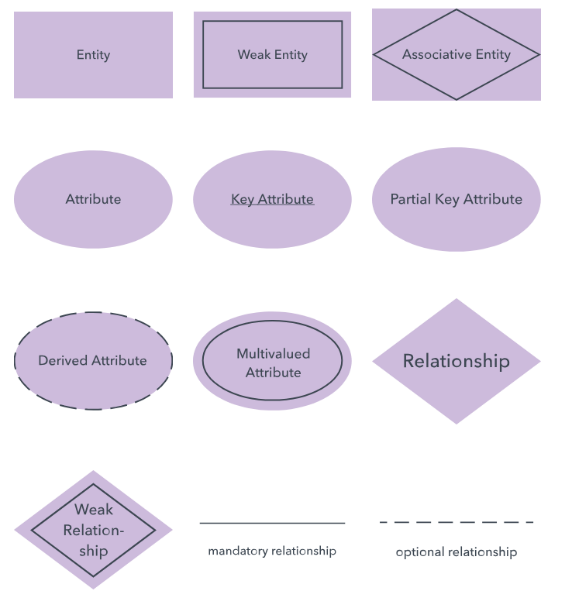 Entity
Weak Entity
Associative Entity
Attribute
Key Attribute
Partial Key Attribute
Derived Attribute
Multivalued
Attribute
Relationship
Weak
Relation-
ship
mandatory relationship
optional relationship